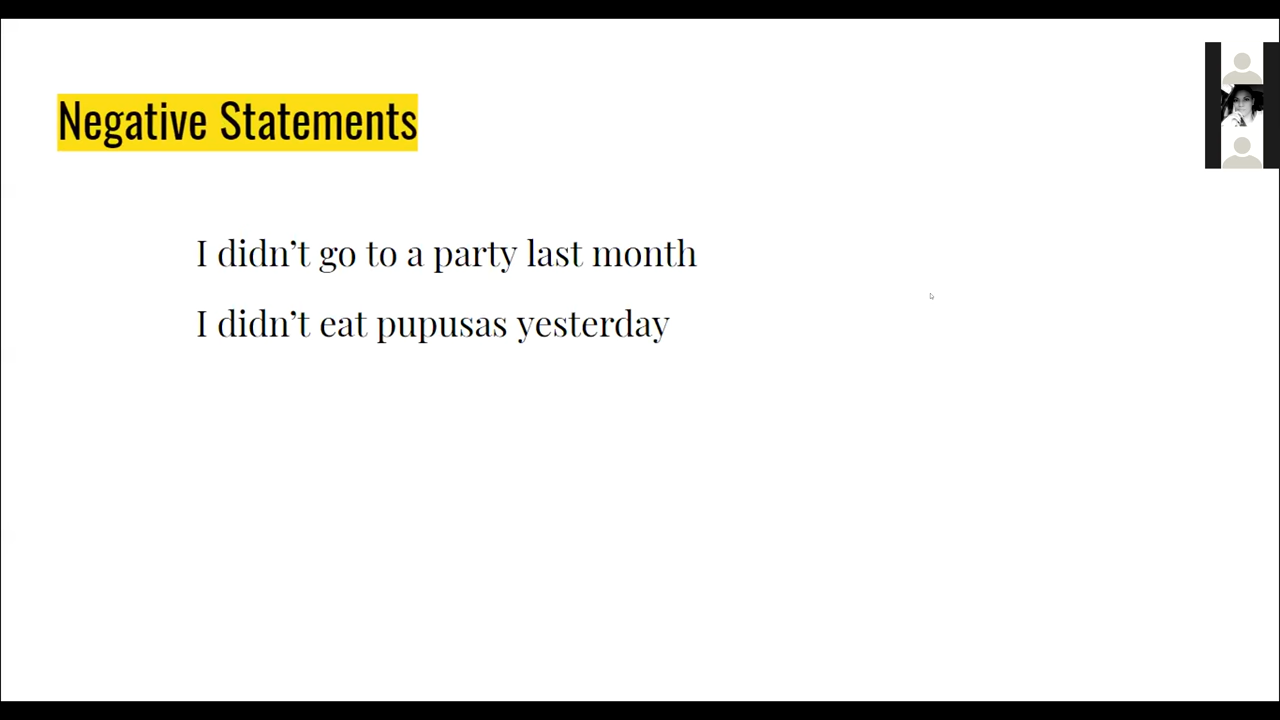 Negative Statements
I didn’t go to a party last month
I didn’t eat pupusas yesterday